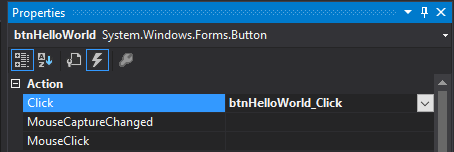 Properties
btnHelloWorld System.Windows.Forms.Button
Action
Click btnHelloWorld_Click
MouseCaptureChanged
MouseClick